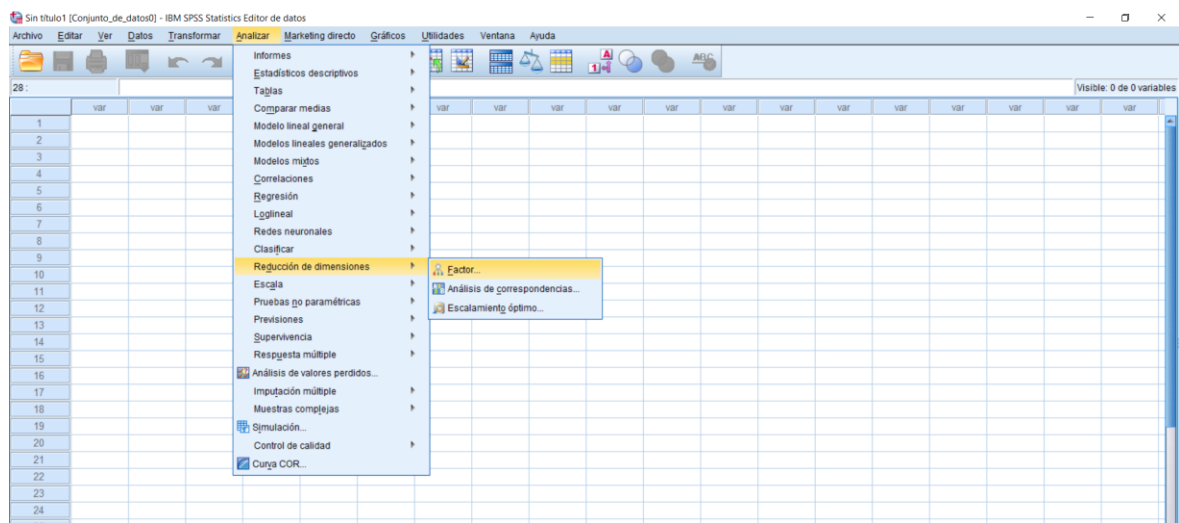 Sin título1 [Conjunto_de_datos0] - IBM SPSS Statistics Editor de datos
Archivo Editar Ver Datos Transformar Analizar Marketing directo Gráficos Utilidades Ventana Ayuda
28 :
Visible: 0 de 0 variables
var var var var var var var var var var var var var var var var
Informes
Estadísticos descriptivos
Tablas
Comparar medias
Modelo lineal general
Modelos lineales generalizados
Modelos mixtos
Correlaciones
Regresión
Loglineal
Redes neuronales
Clasificar
Reducción de dimensiones
Escala
Pruebas no paramétricas
Previsiones
Supervivencia
Respuesta múltiple
Análisis de valores perdidos...
Imputación múltiple
Muestras complejas
Simulación...
Control de calidad
Curva COR...
Factor...
Análisis de correspondencias...
Escalamiento óptimo...
1
2
3
4
5
6
7
8
9
10
11
12
13
14
15
16
17
18
19
20
21
22
23
24